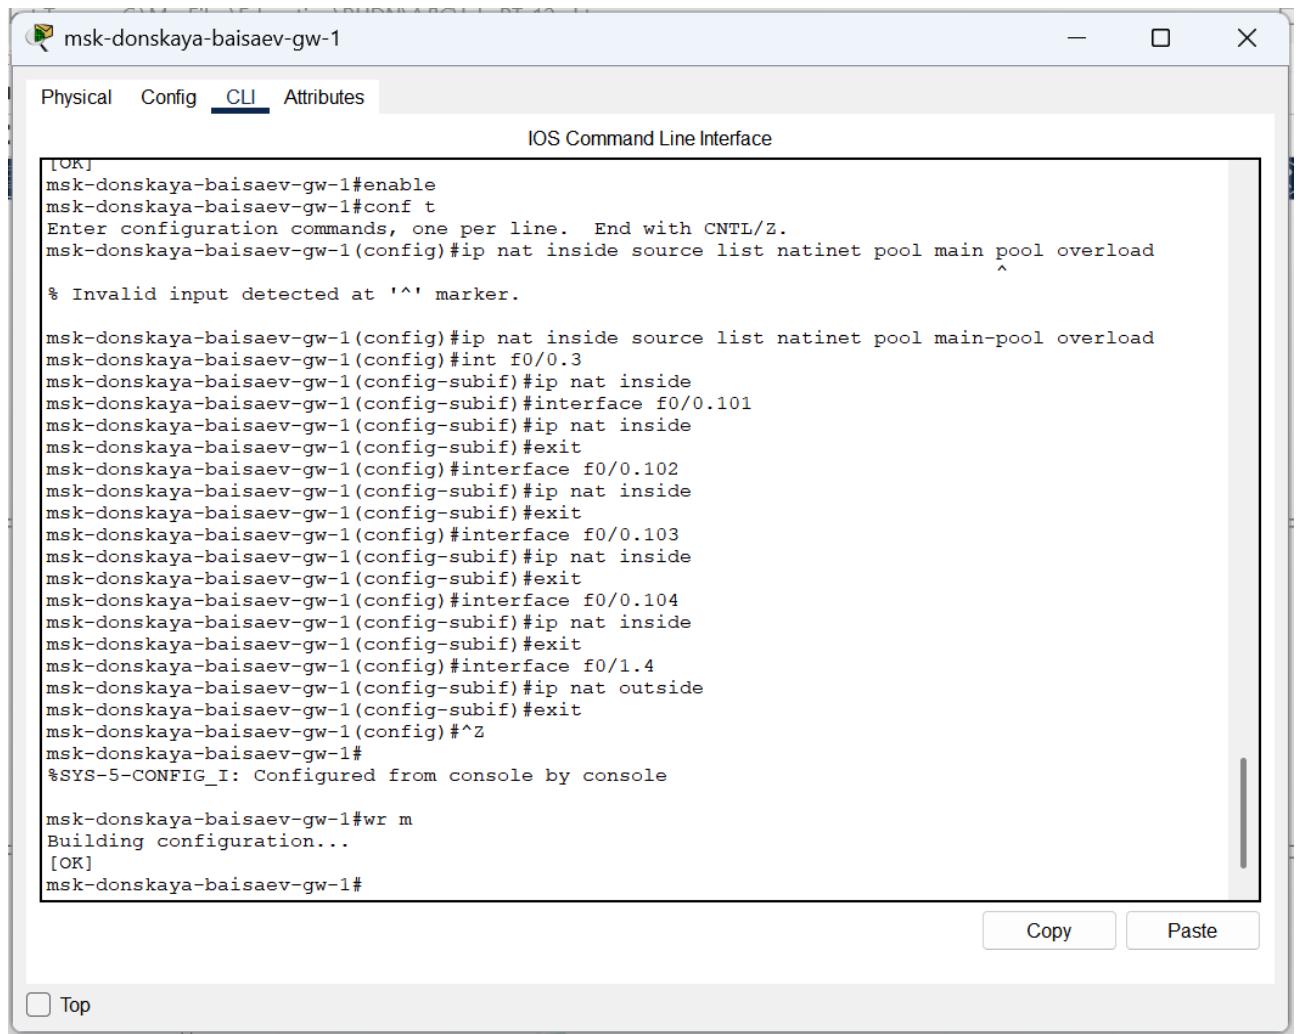 msk-donskaya-baisaev-gw-1
Physical Config CLI Attributes
IOS Command Line Interface
[OK]
msk-donskaya-baisaev-gw-1#enable
msk-donskaya-baisaev-gw-1#conf t
Enter configuration commands, one per line.  End with CNTL/Z.
msk-donskaya-baisaev-gw-1(config)#ip nat inside source list natinet pool main pool overload
^
% Invalid input detected at '^' marker.
msk-donskaya-baisaev-gw-1(config)#ip nat inside source list natinet pool main-pool overload
msk-donskaya-baisaev-gw-1(config)#int f0/0.3
msk-donskaya-baisaev-gw-1(config-subif)#ip nat inside
msk-donskaya-baisaev-gw-1(config-subif)#interface f0/0.101
msk-donskaya-baisaev-gw-1(config-subif)#ip nat inside
msk-donskaya-baisaev-gw-1(config-subif)#exit
msk-donskaya-baisaev-gw-1(config)#interface f0/0.102
msk-donskaya-baisaev-gw-1(config-subif)#ip nat inside
msk-donskaya-baisaev-gw-1(config-subif)#exit
msk-donskaya-baisaev-gw-1(config)#interface f0/0.103
msk-donskaya-baisaev-gw-1(config-subif)#ip nat inside
msk-donskaya-baisaev-gw-1(config-subif)#exit
msk-donskaya-baisaev-gw-1(config)#interface f0/0.104
msk-donskaya-baisaev-gw-1(config-subif)#ip nat inside
msk-donskaya-baisaev-gw-1(config-subif)#exit
msk-donskaya-baisaev-gw-1(config)#interface f0/1.4
msk-donskaya-baisaev-gw-1(config-subif)#ip nat outside
msk-donskaya-baisaev-gw-1(config-subif)#exit
msk-donskaya-baisaev-gw-1(config)#^Z
msk-donskaya-baisaev-gw-1#
%SYS-5-CONFIG_I: Configured from console by console
msk-donskaya-baisaev-gw-1#wr m
Building configuration...
[OK]
msk-donskaya-baisaev-gw-1#
Copy Paste
Top